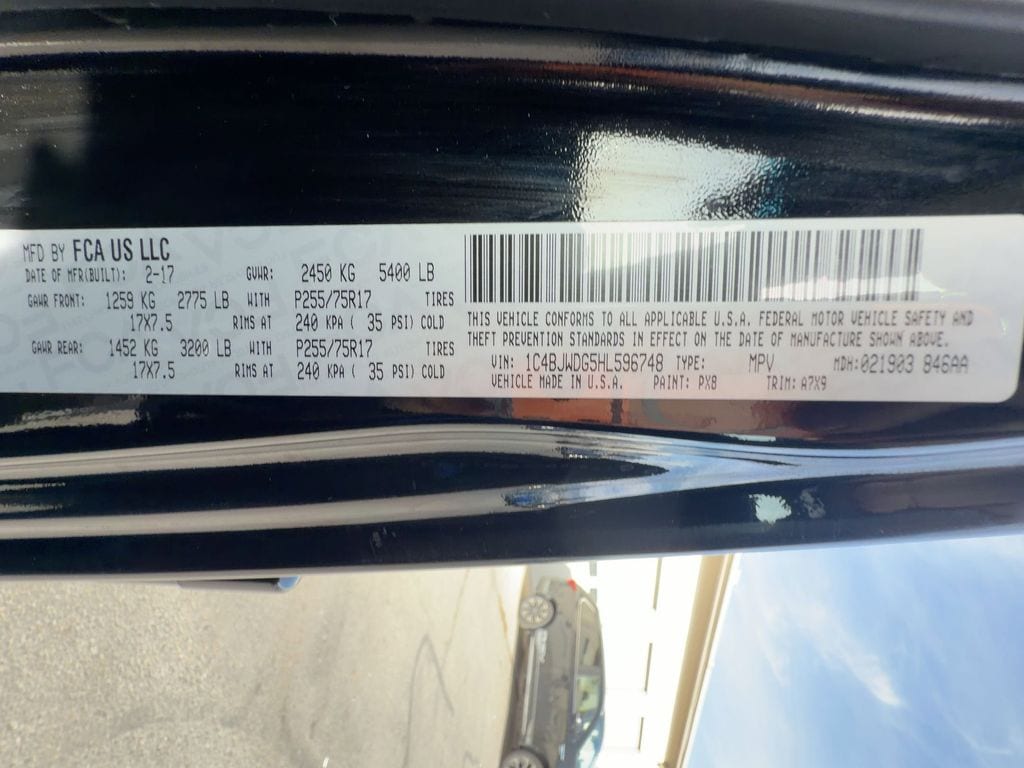 MFD BY FCA US LLC
DATE OF MFR(BUILT): 2-17 GVWR: 2450 KG 5400 LB
GAWR FRONT: 1259 KG 2775 LB WITH P255/75R17 TIRES
17X7.5 RIMS AT 240 KPA ( 35 PSI) COLD
GAWR REAR: 1452 KG 3200 LB WITH P255/75R17 TIRES
17X7.5 RIMS AT 240 KPA ( 35 PSI) COLD
THIS VEHICLE CONFORMS TO ALL APPLICABLE U.S.A. FEDERAL MOTOR VEHICLE SAFETY AND
THEFT PREVENTION STANDARDS IN EFFECT ON THE DATE OF MANUFACTURE SHOWN ABOVE.
VIN: 1C4BJWDG5HL596748 TYPE: MPV MDH:021903 846AA
VEHICLE MADE IN U.S.A. PAINT: PX8 TRIM: A7X9